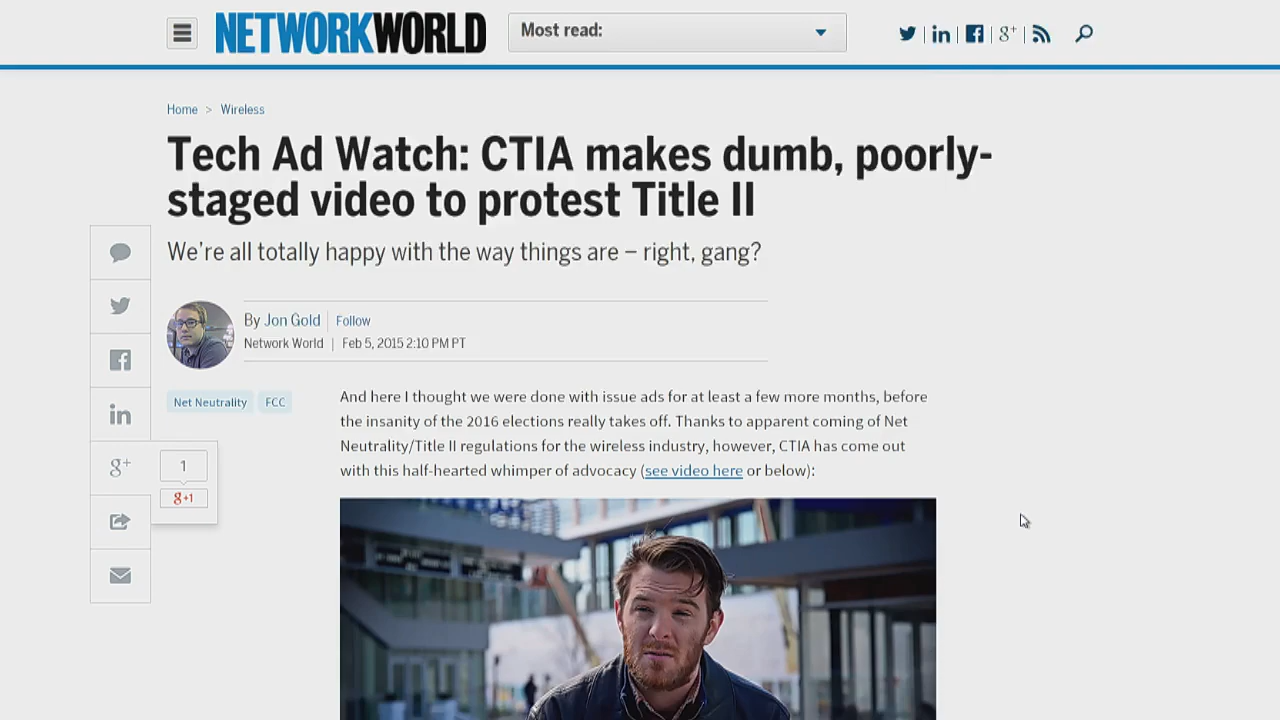 NETWORKWORLD
Most read:
in
g+
Home > Wireless
Tech Ad Watch: CTIA makes dumb, poorly-
staged video to protest Title II
We're all totally happy with the way things are – right, gang?
By Jon Gold Follow
Network World | Feb 5, 2015 2:10 PM PT
Net Neutrality FCC
And here I thought we were done with issue ads for at least a few more months, before
the insanity of the 2016 elections really takes off. Thanks to apparent coming of Net
Neutrality/Title II regulations for the wireless industry, however, CTIA has come out
with this half-hearted whimper of advocacy (see video here or below):
in
g+
1
g+1